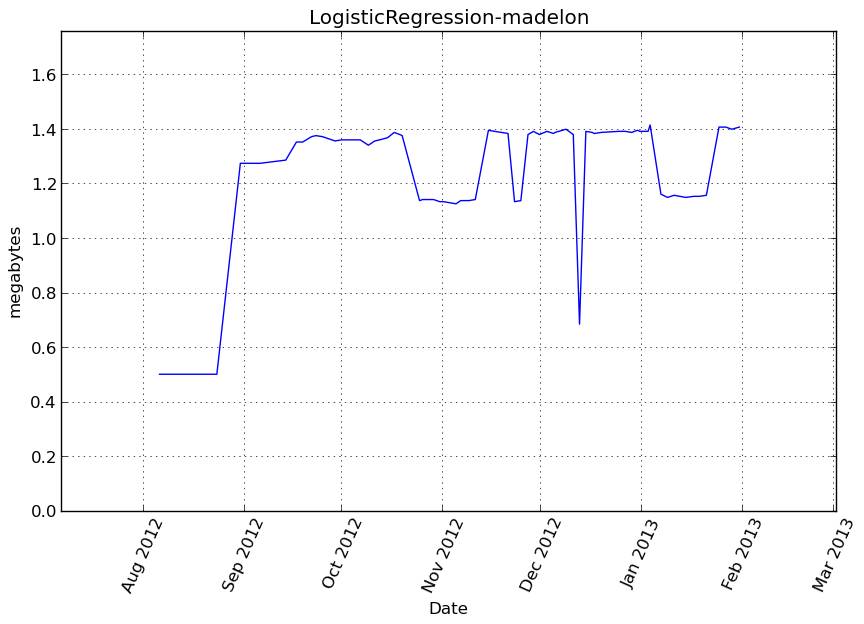 LogisticRegression-madelon
1.6
1.4
1.2
1.0
0.8
0.6
0.4
0.2
0.0
megabytes
Aug 2012
Sep 2012
Oct 2012
Nov 2012
Dec 2012
Jan 2013
Feb 2013
Mar 2013
Date